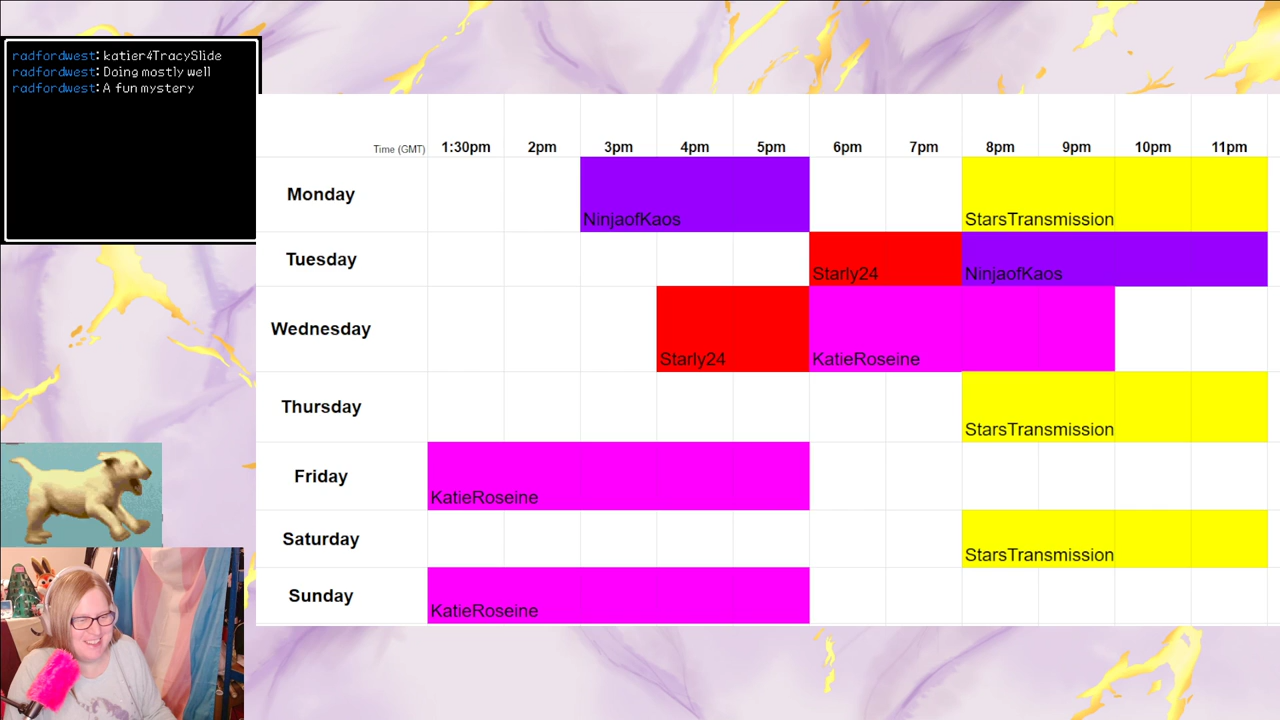 radfordwest: katier4TracySlide
radfordwest: Doing mostly well
radfordwest: A fun mystery
Time (GMT) 1:30pm 2pm 3pm 4pm 5pm 6pm 7pm 8pm 9pm 10pm 11pm
Monday NinjaofKaos StarsTransmission
Tuesday Starly24 NinjaofKaos
Wednesday Starly24 KatieRoseine
Thursday StarsTransmission
Friday KatieRoseine
Saturday StarsTransmission
Sunday KatieRoseine